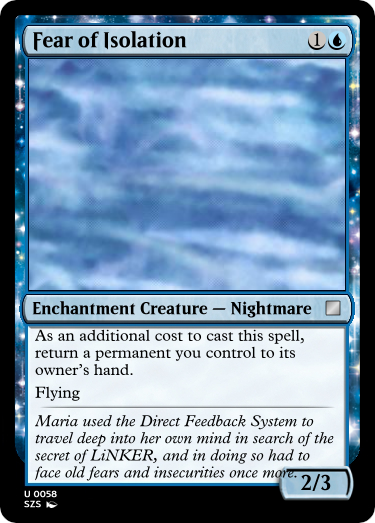 Fear of Isolation 1
Enchantment Creature — Nightmare
As an additional cost to cast this spell,
return a permanent you control to its
owner's hand.
Flying
Maria used the Direct Feedback System to
travel deep into her own mind in search of the
secret of LiNKER, and in doing so had to
face old fears and insecurities once more.
2/3
U 0058
SZS